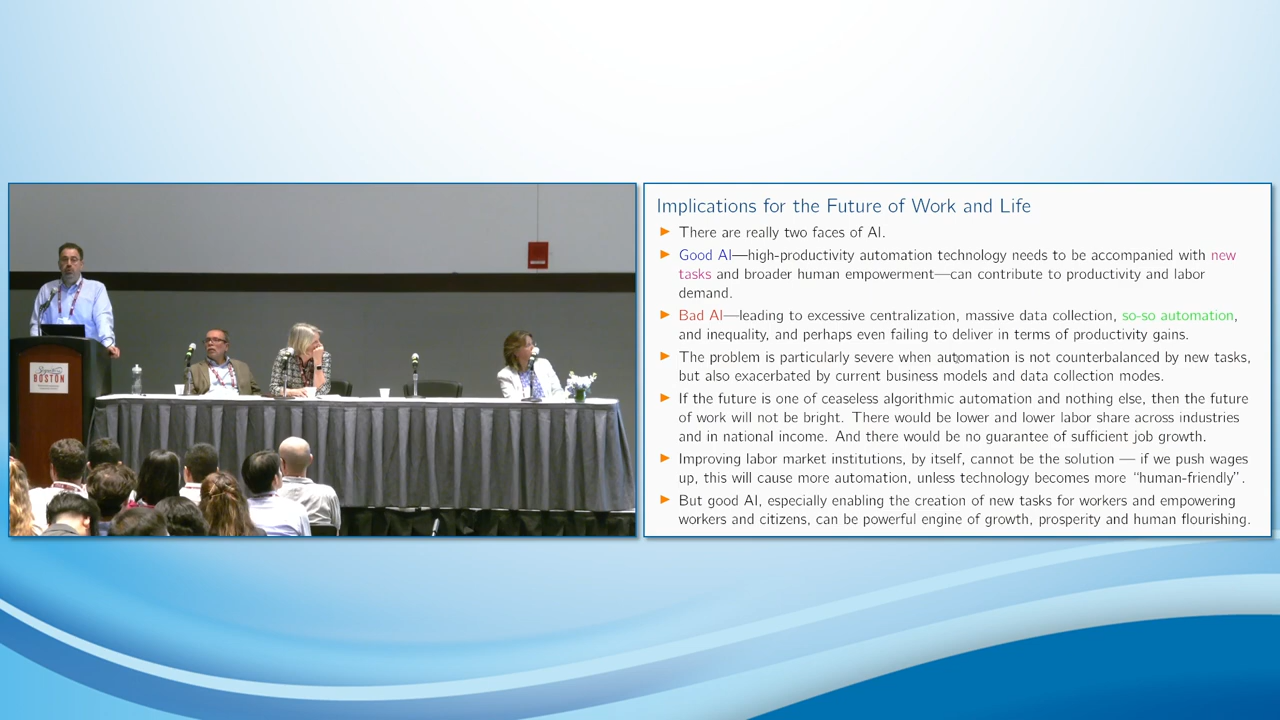 BOSTON
Implications for the Future of Work and Life
There are really two faces of AI.
Good AI—high-productivity automation technology needs to be accompanied with new
tasks and broader human empowerment—can contribute to productivity and labor
demand.
Bad AI—leading to excessive centralization, massive data collection, so-so automation,
and inequality, and perhaps even failing to deliver in terms of productivity gains.
The problem is particularly severe when automation is not counterbalanced by new tasks,
but also exacerbated by current business models and data collection modes.
If the future is one of ceaseless algorithmic automation and nothing else, then the future
of work will not be bright. There would be lower and lower labor share across industries
and in national income. And there would be no guarantee of sufficient job growth.
Improving labor market institutions, by itself, cannot be the solution — if we push wages
up, this will cause more automation, unless technology becomes more “human-friendly”.
But good AI, especially enabling the creation of new tasks for workers and empowering
workers and citizens, can be powerful engine of growth, prosperity and human flourishing.